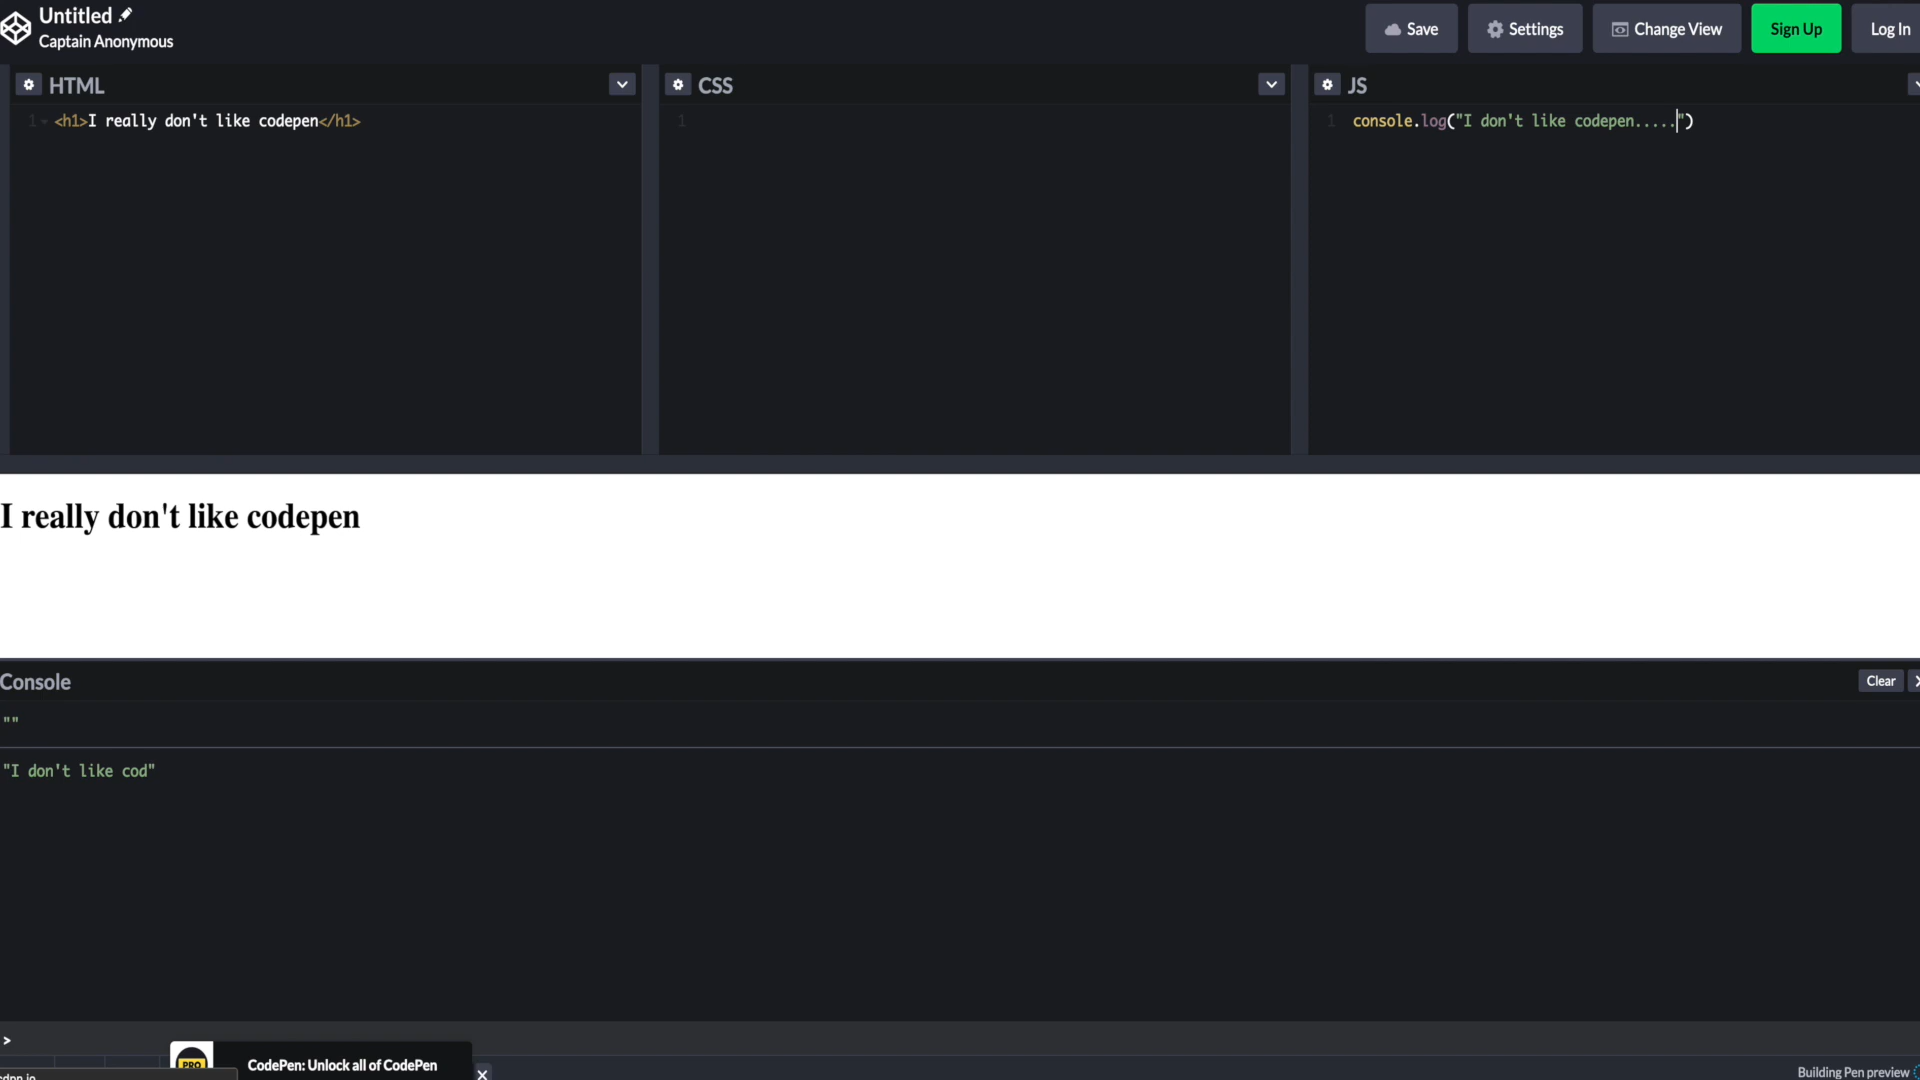 Untitled
Captain Anonymous
Save
Settings
Change View
Sign Up
Log In
HTML
CSS
JS
1 <h1>I really don't like codepen</h1>
1
1 console.log("I don't like codepen.....")
I really don't like codepen
Console
Clear
""
"I don't like cod"
>
PRO
CodePen: Unlock all of CodePen
Building Pen preview